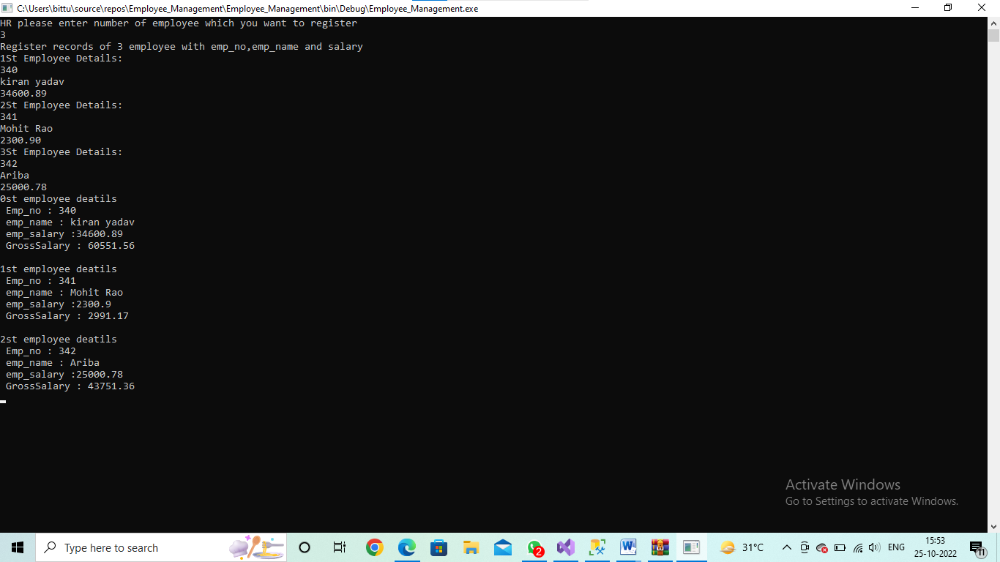 C:\Users\bittu\source\repos\Employee_Management\Employee_Management\bin\Debug\Employee_Management.exe
HR please enter number of employee which you want to register
3
Register records of 3 employee with emp_no,emp_name and salary
1St Employee Details:
340
kiran yadav
34600.89
2St Employee Details:
341
Mohit Rao
2300.90
3St Employee Details:
342
Ariba
25000.78
0st employee deatils
Emp_no : 340
emp_name : kiran yadav
emp_salary :34600.89
GrossSalary : 60551.56
1st employee deatils
Emp_no : 341
emp_name : Mohit Rao
emp_salary :2300.9
GrossSalary : 2991.17
2st employee deatils
Emp_no : 342
emp_name : Ariba
emp_salary :25000.78
GrossSalary : 43751.36
Activate Windows
Go to Settings to activate Windows.
Type here to search
2
31°C
ENG
15:53
25-10-2022
11